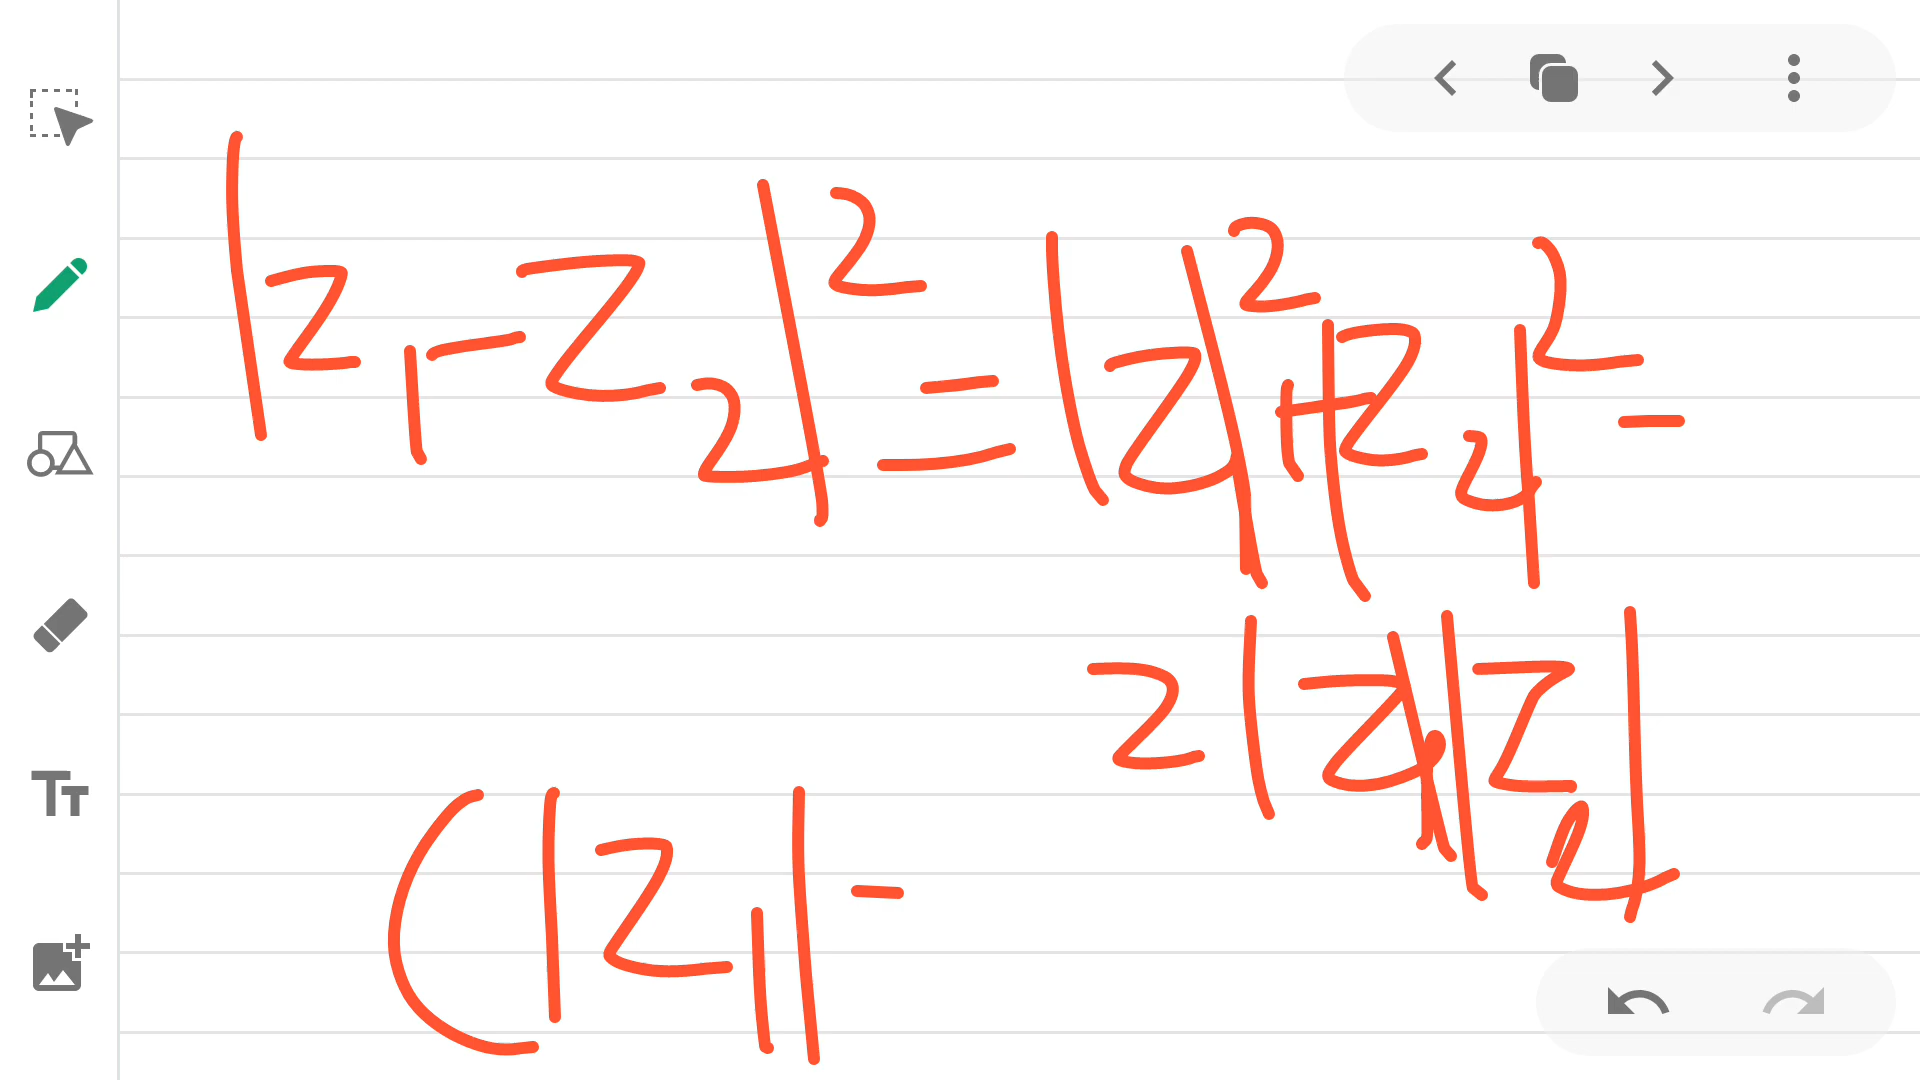 |z₁-z₂|² = |z₁|²+|z₂|² -
2|z₁||z₂|
(|z₁| -